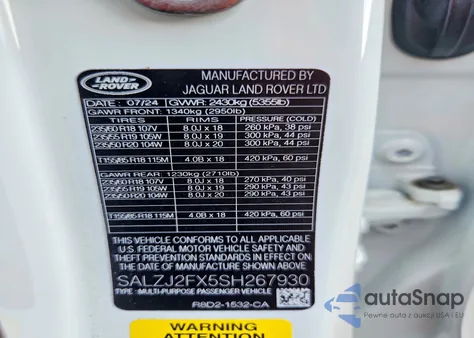 LAND-ROVER
MANUFACTURED BY
JAGUAR LAND ROVER LTD
DATE: 07/24 GVWR: 2430kg (5355lb)
GAWR FRONT: 1340kg (2950lb)
TIRES RIMS PRESSURE (COLD)
235/60 R18 107V 8.0J x 18 260 kPa, 38 psi
235/55 R19 105W 8.0J x 19 300 kPa, 44 psi
235/50 R20 104W 8.0J x 20 300 kPa, 44 psi
T155/85 R18 115M 4.0B x 18 420 kPa, 60 psi
GAWR REAR: 1230kg (2710lb)
235/60 R18 107V 8.0J x 18 270 kPa, 40 psi
235/55 R19 105W 8.0J x 19 290 kPa, 43 psi
235/50 R20 104W 8.0J x 20 290 kPa, 43 psi
T155/85 R18 115M 4.0B x 18 420 kPa, 60 psi
THIS VEHICLE CONFORMS TO ALL APPLICABLE
U.S. FEDERAL MOTOR VEHICLE SAFETY AND
THEFT PREVENTION STANDARDS IN EFFECT ON
THE DATE OF MANUFACTURE SHOWN ABOVE
SALZJ2FX5SH267930
TYPE: MULTI-PURPOSE PASSENGER VEHICLE
R8D2-1532-CA
WARNING
2 ATTENTION
autoSnap
Pewne auta z aukcji USA i EU